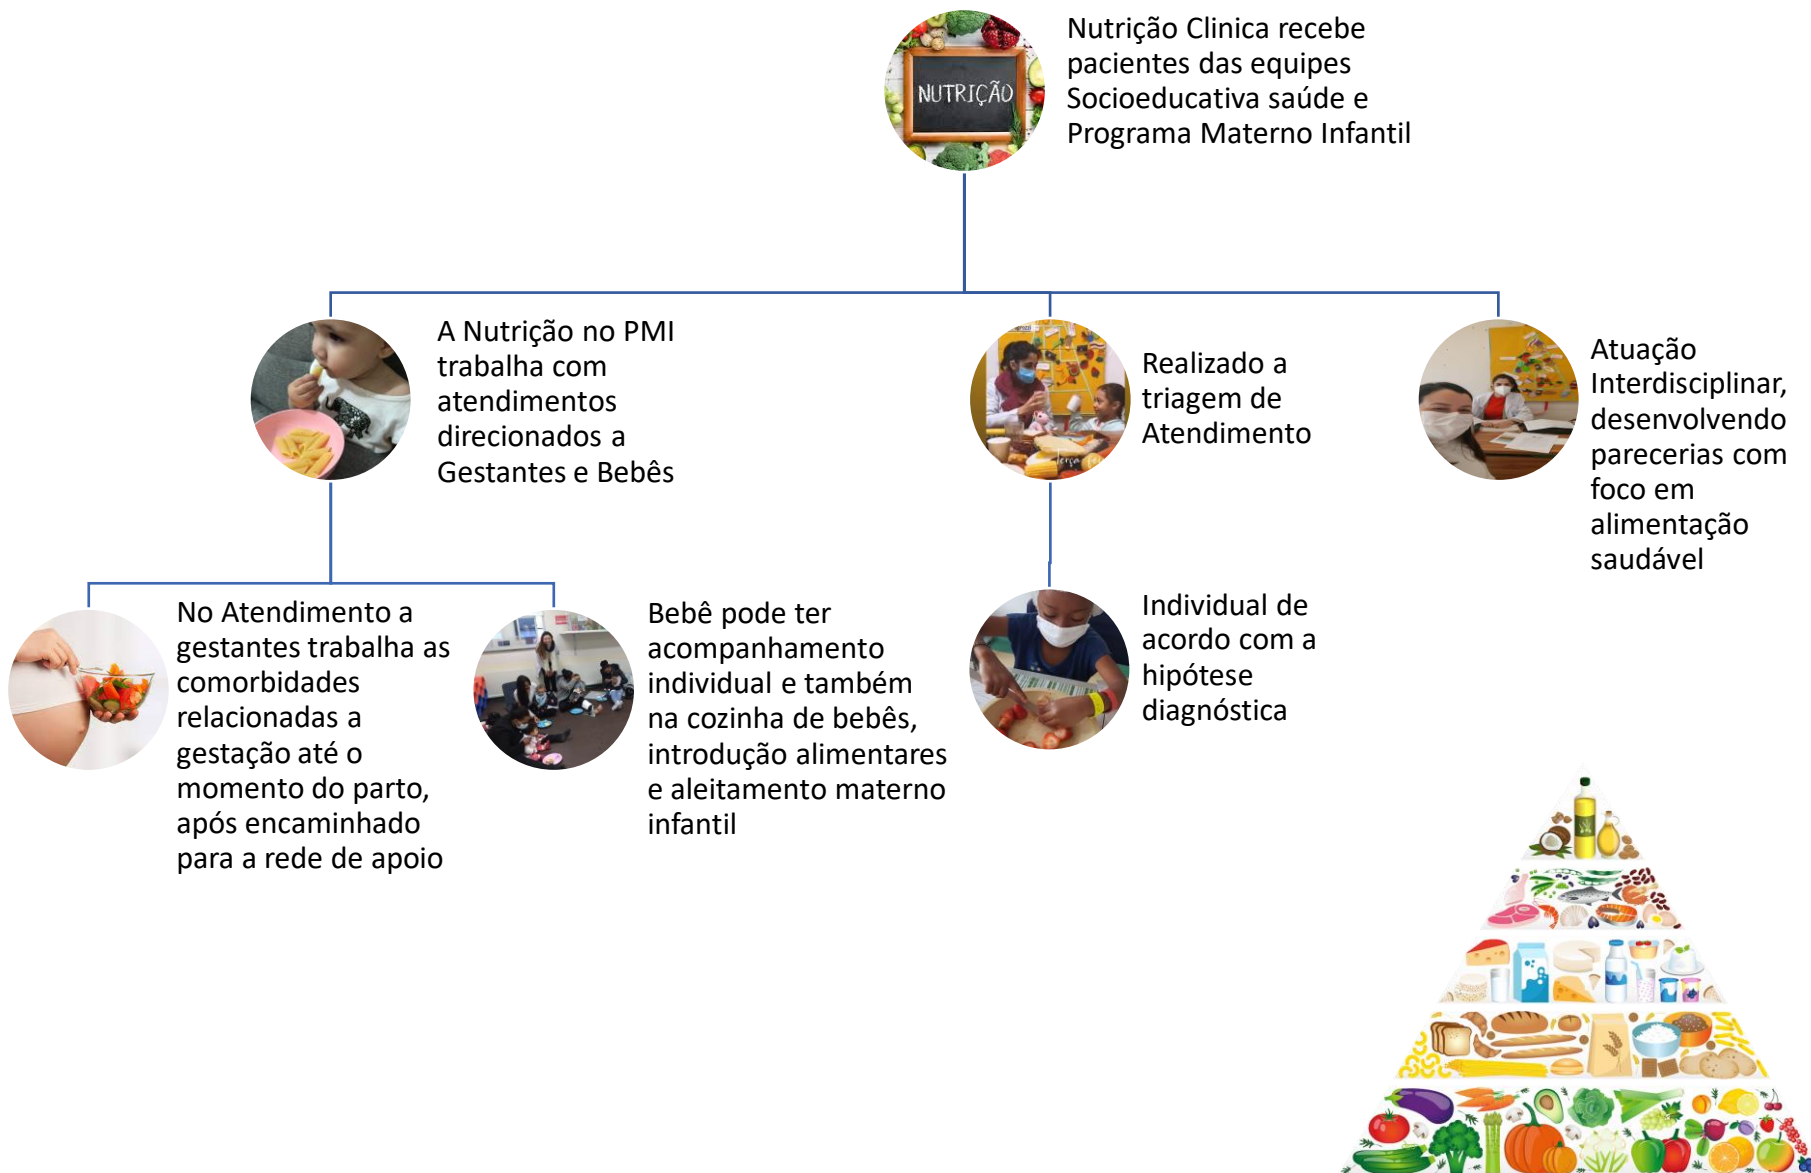 NUTRIÇÃO
Nutrição Clinica recebe
pacientes das equipes
Socioeducativa saúde e
Programa Materno Infantil
A Nutrição no PMI
trabalha com
atendimentos
direcionados a
Gestantes e Bebês
Realizado a
triagem de
Atendimento
Atuação
Interdisciplinar,
desenvolvendo
parecerias com
foco em
alimentação
saudável
No Atendimento a
gestantes trabalha as
comorbidades
relacionadas a
gestação até o
momento do parto,
após encaminhado
para a rede de apoio
Bebê pode ter
acompanhamento
individual e também
na cozinha de bebês,
introdução alimentares
e aleitamento materno
infantil
Individual de
acordo com a
hipótese
diagnóstica